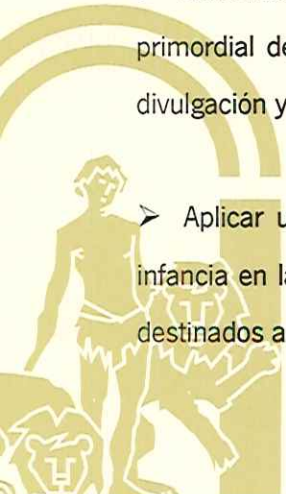 primordial de
divulgación y
➤ Aplicar u
infancia en la
destinados a